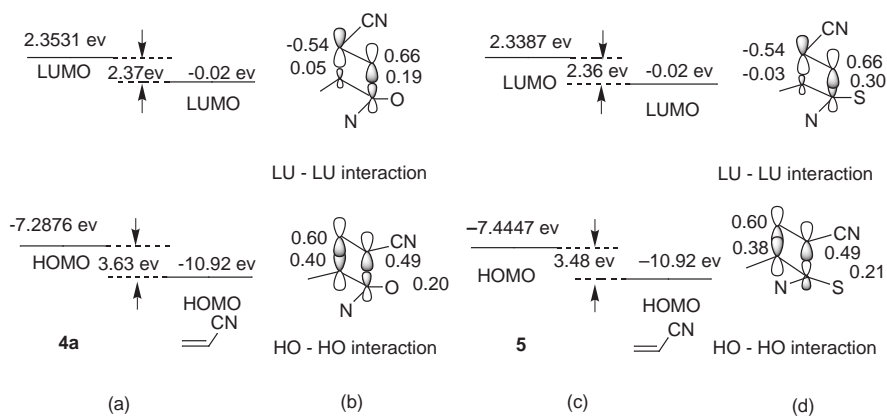 2.3531 ev
LUMO
2.37ev
-0.02 ev
LUMO
CN
-0.54
0.66
0.05
0.19
O
N
LU - LU interaction
2.3387 ev
LUMO
2.36 ev
-0.02 ev
LUMO
CN
-0.54
0.66
-0.03
0.30
S
N
LU - LU interaction
-7.2876 ev
HOMO
3.63 ev
-10.92 ev
HOMO
CN
4a
0.60
CN
0.40
0.49
O
0.20
N
HO - HO interaction
–7.4447 ev
HOMO
3.48 ev
–10.92 ev
HOMO
CN
5
0.60
CN
0.38
0.49
0.21
N
S
HO - HO interaction
(a)
(b)
(c)
(d)